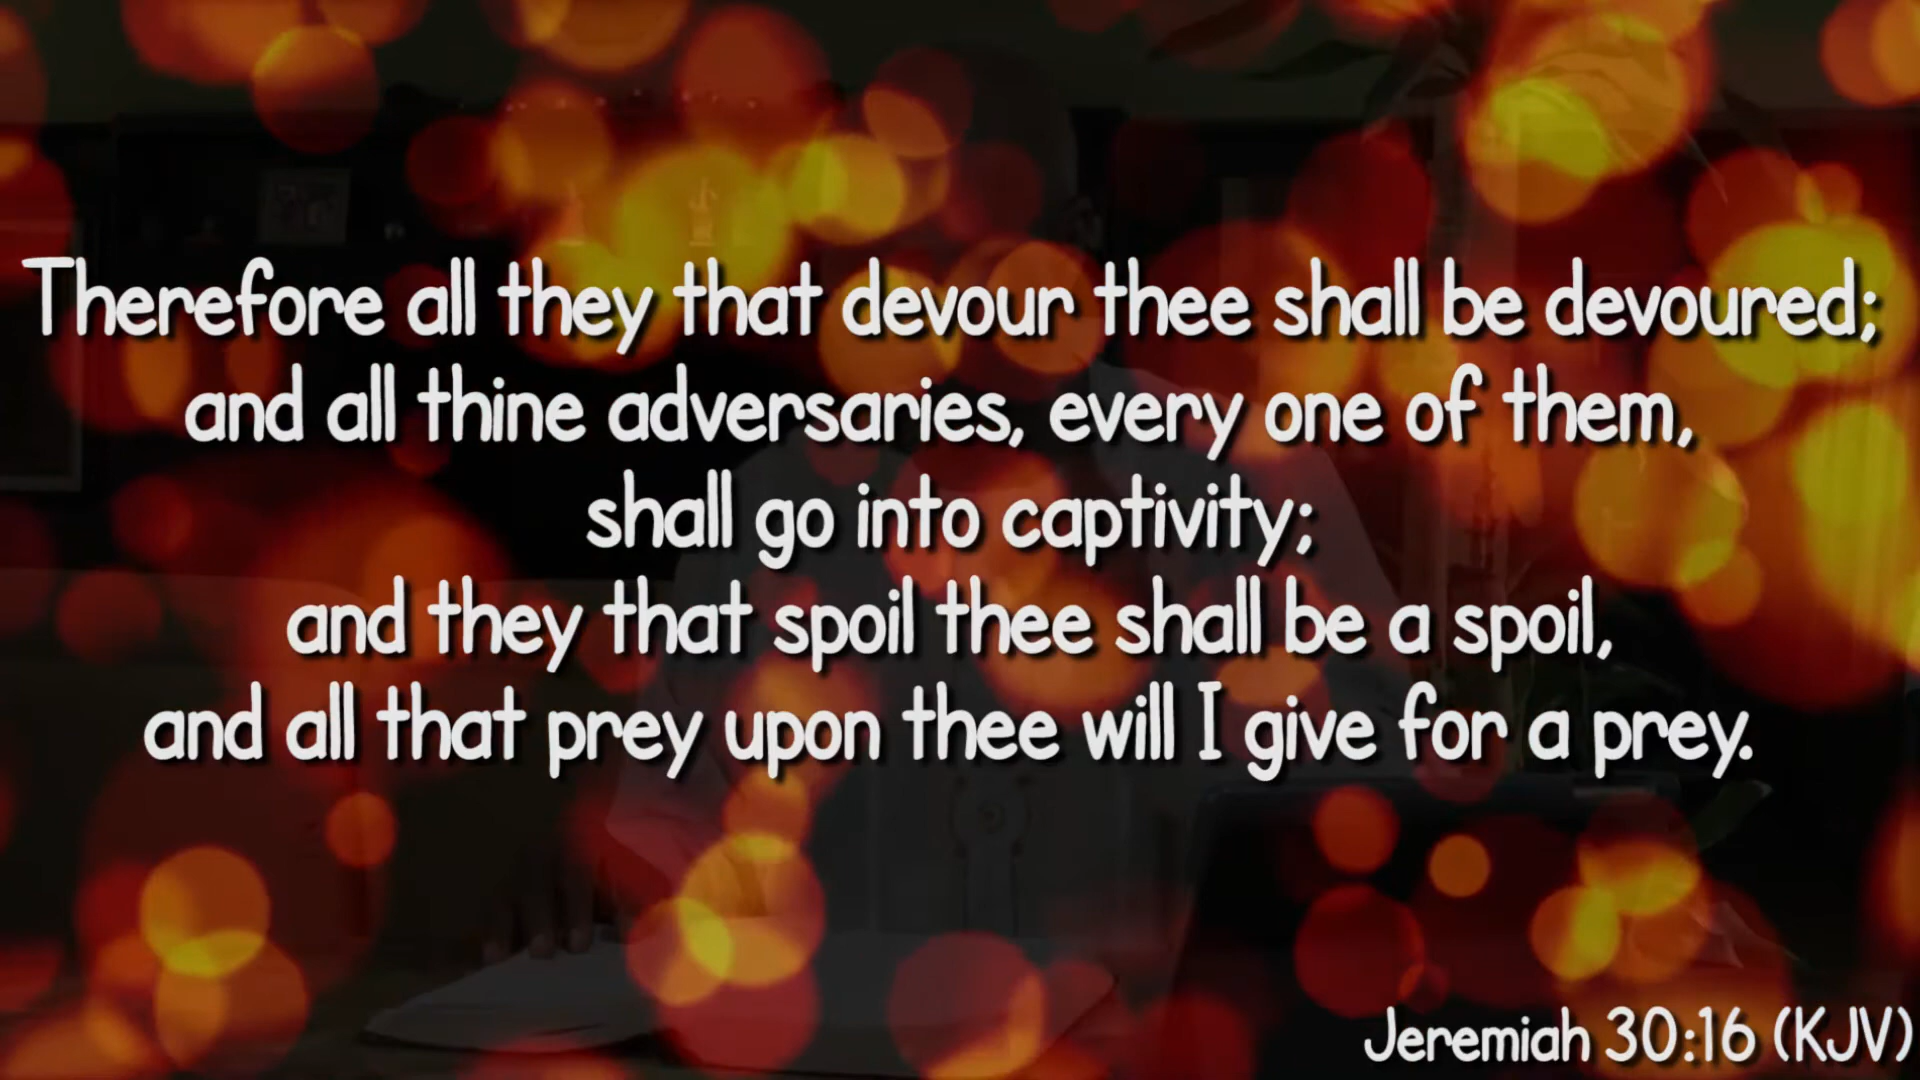 Therefore all they that devour thee shall be devoured;
and all thine adversaries, every one of them,
shall go into captivity;
and they that spoil thee shall be a spoil,
and all that prey upon thee will I give for a prey.
Jeremiah 30:16 (KJV)